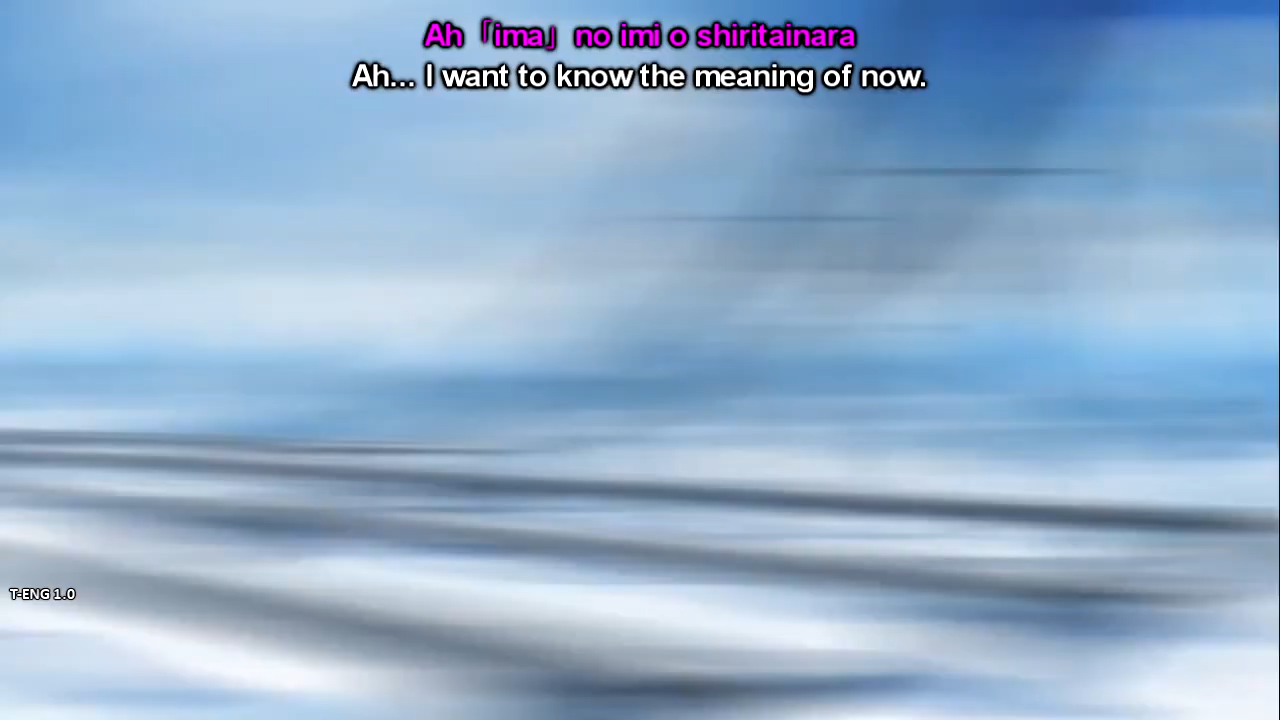 Ah「ima」no imi o shiritainara
Ah... I want to know the meaning of now.
T-ENG 1.0